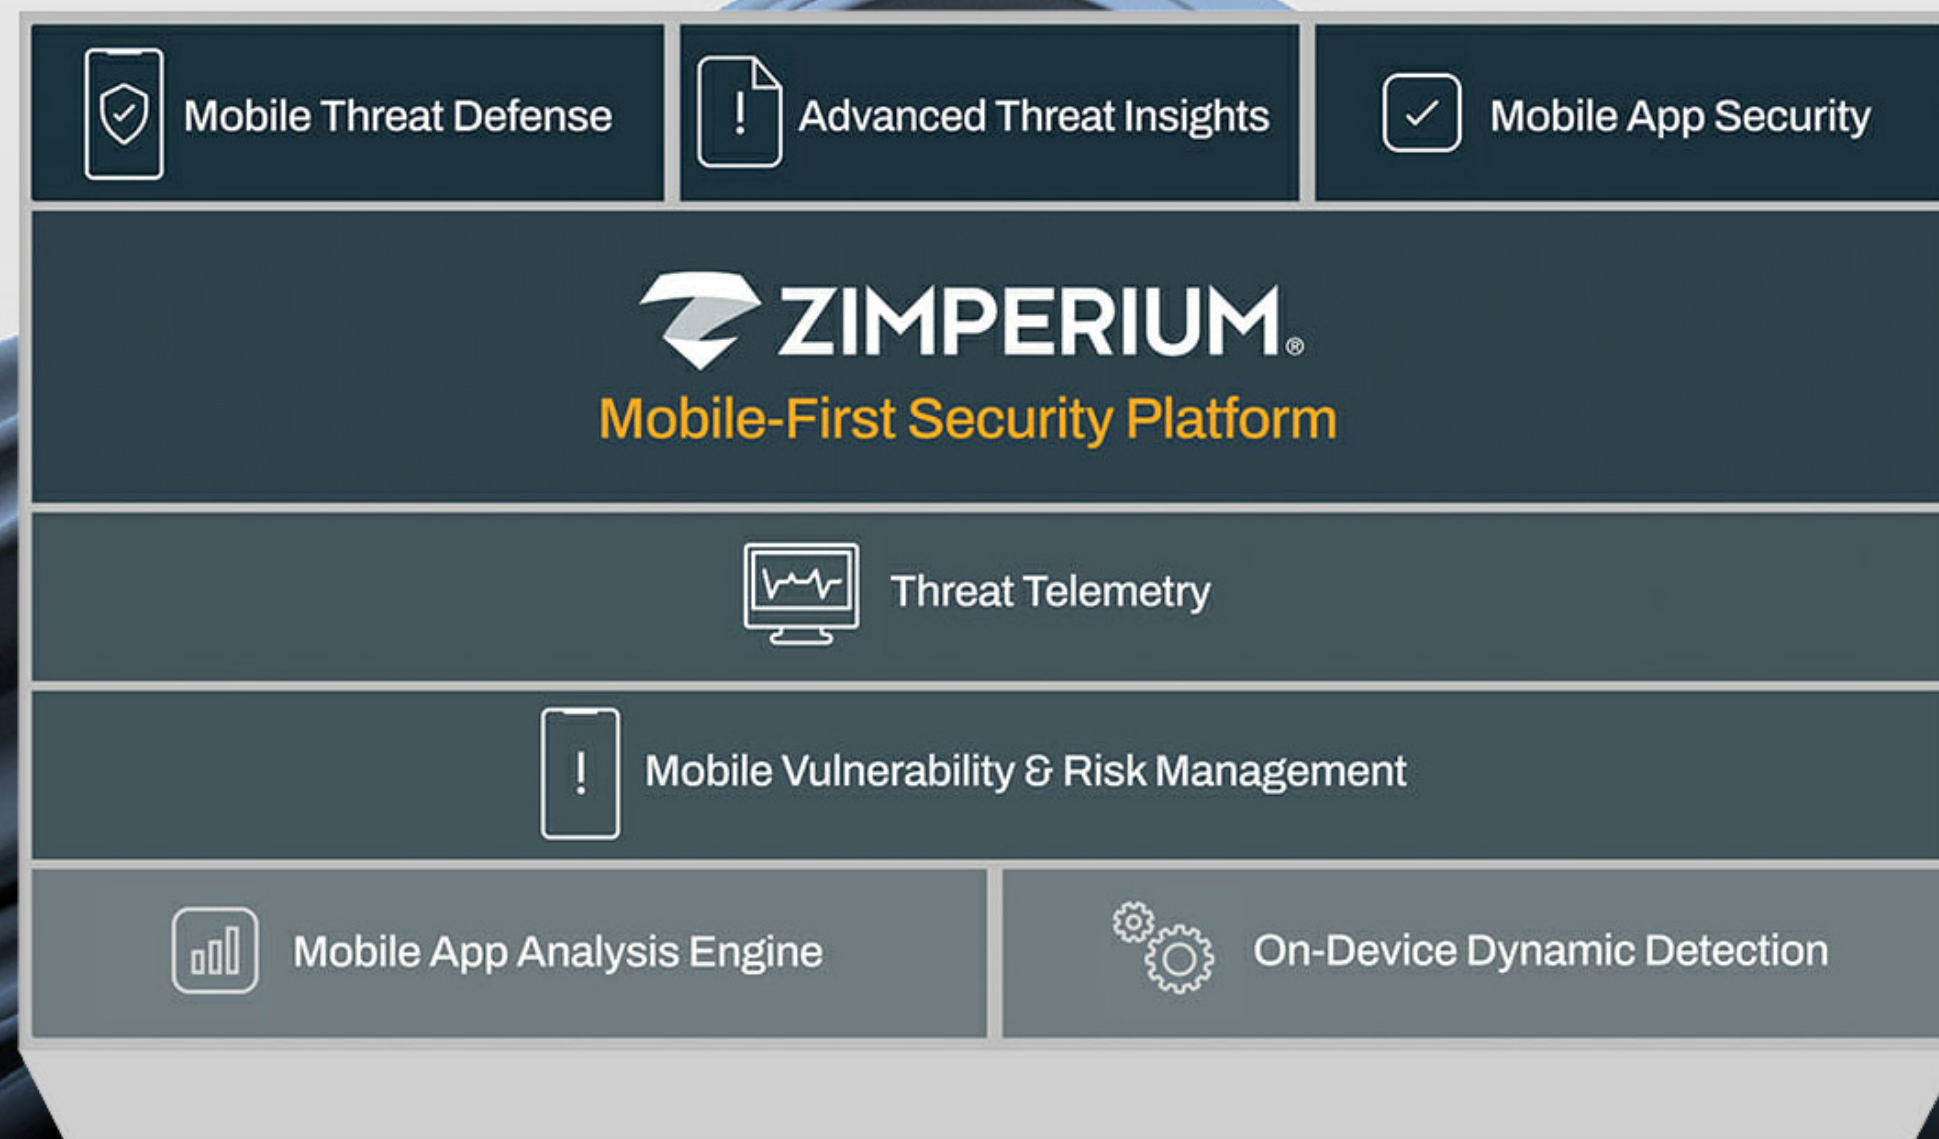 Mobile Threat Defense
Advanced Threat Insights
Mobile App Security
ZIMPERIUM®
Mobile-First Security Platform
Threat Telemetry
Mobile Vulnerability & Risk Management
Mobile App Analysis Engine
On-Device Dynamic Detection